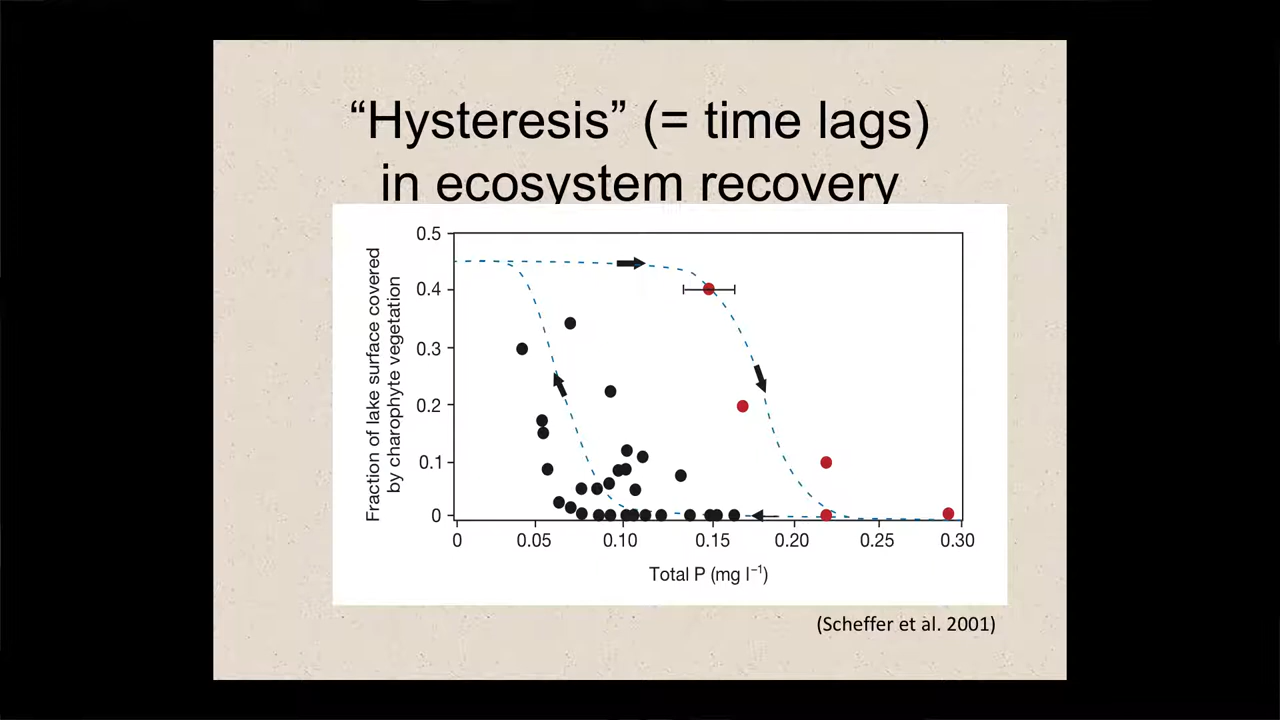 “Hysteresis” (= time lags)
in ecosystem recovery
Fraction of lake surface covered
by charophyte vegetation
0.5
0.4
0.3
0.2
0.1
0
0 0.05 0.10 0.15 0.20 0.25 0.30
Total P (mg l⁻¹)
(Scheffer et al. 2001)